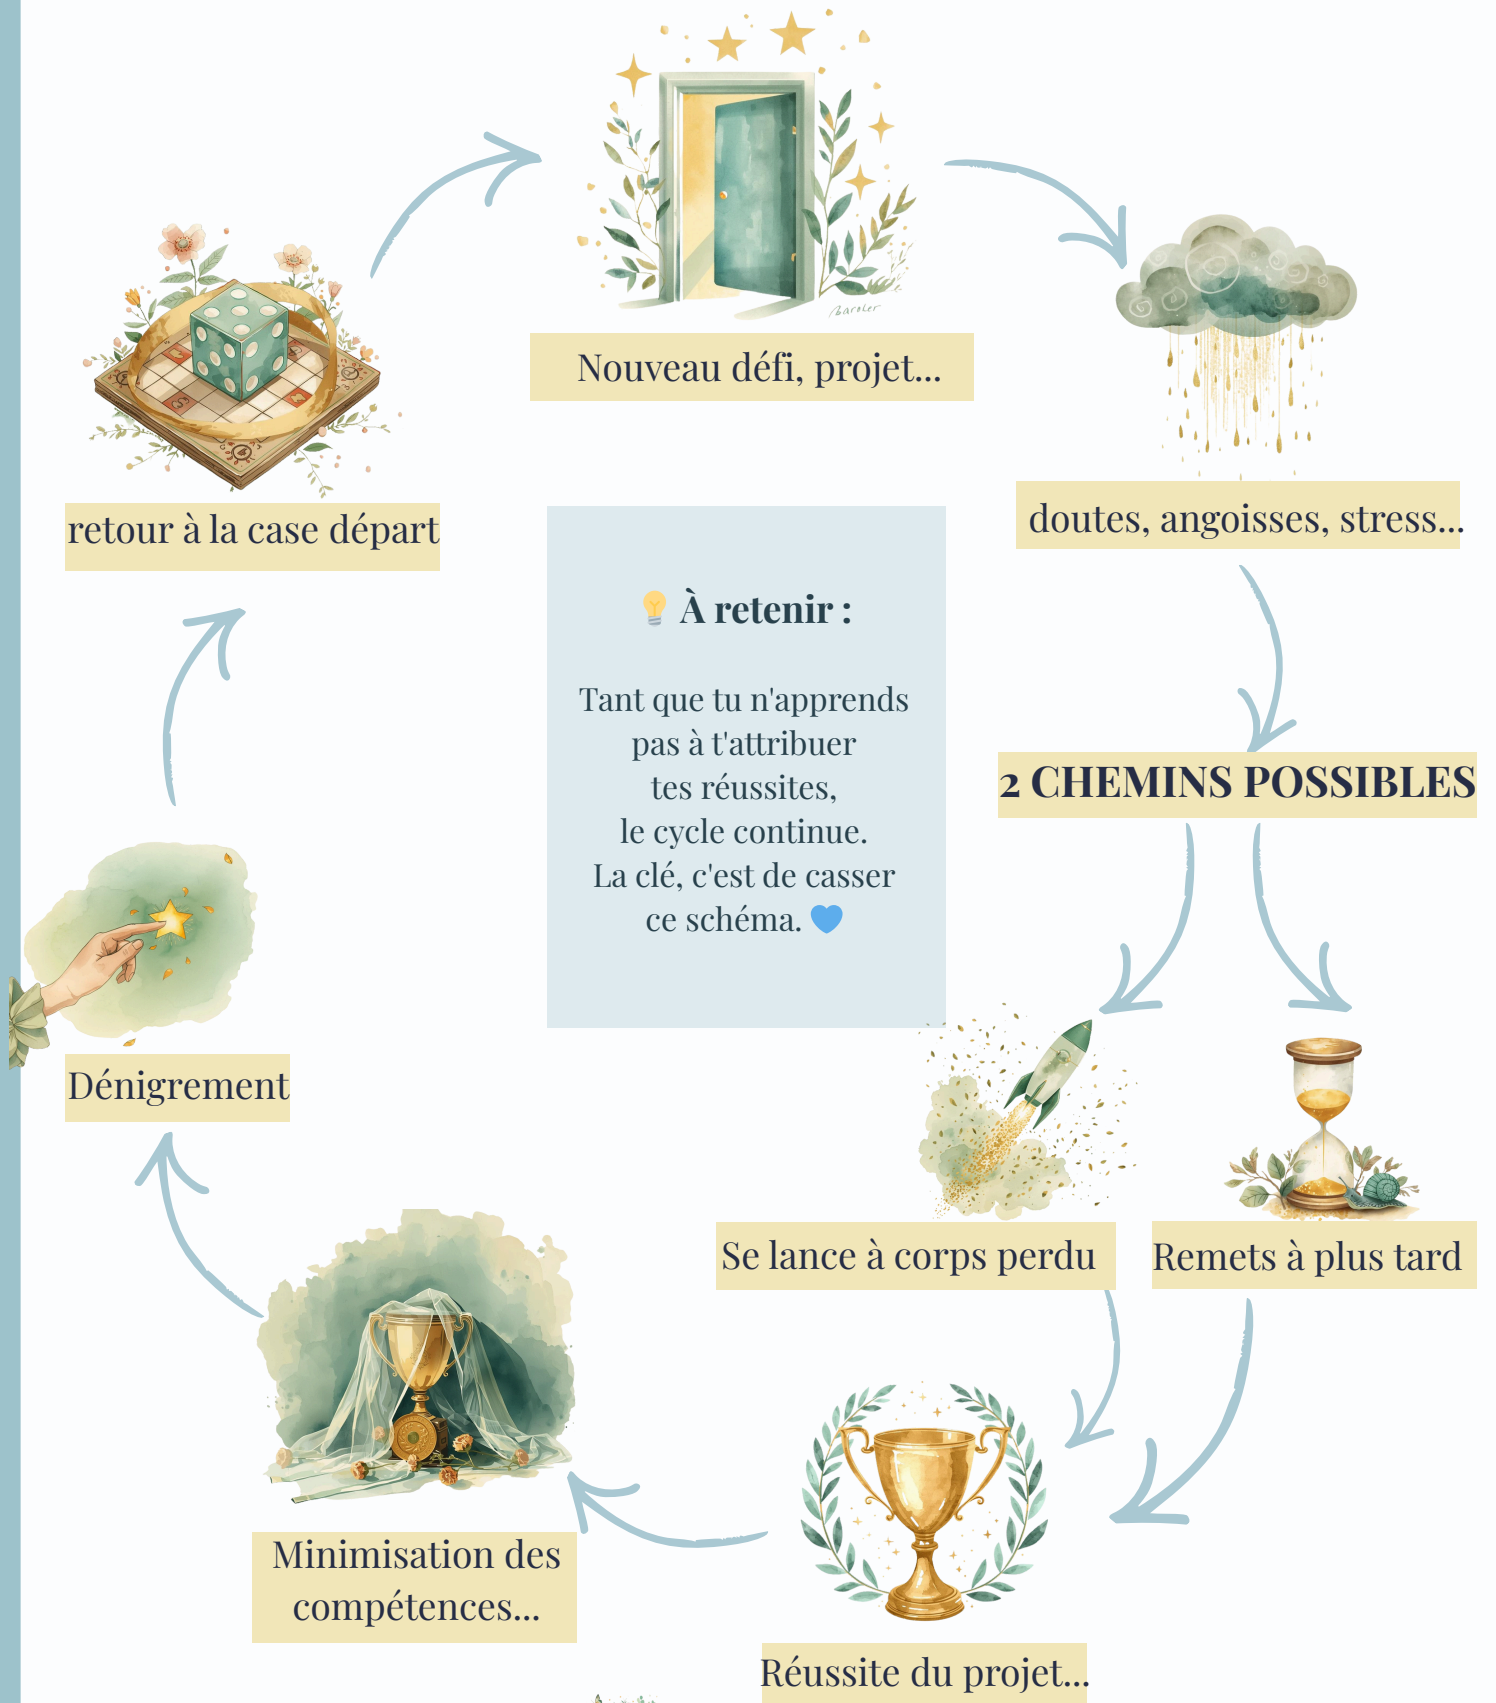 Nouveau défi, projet...
doutes, angoisses, stress...
retour à la case départ
💡 À retenir :
Tant que tu n'apprends
pas à t'attribuer
tes réussites,
le cycle continue.
La clé, c'est de casser
ce schéma. 💙
2 CHEMINS POSSIBLES
Se lance à corps perdu
Remets à plus tard
Dénigrement
Minimisation des
compétences...
Réussite du projet...